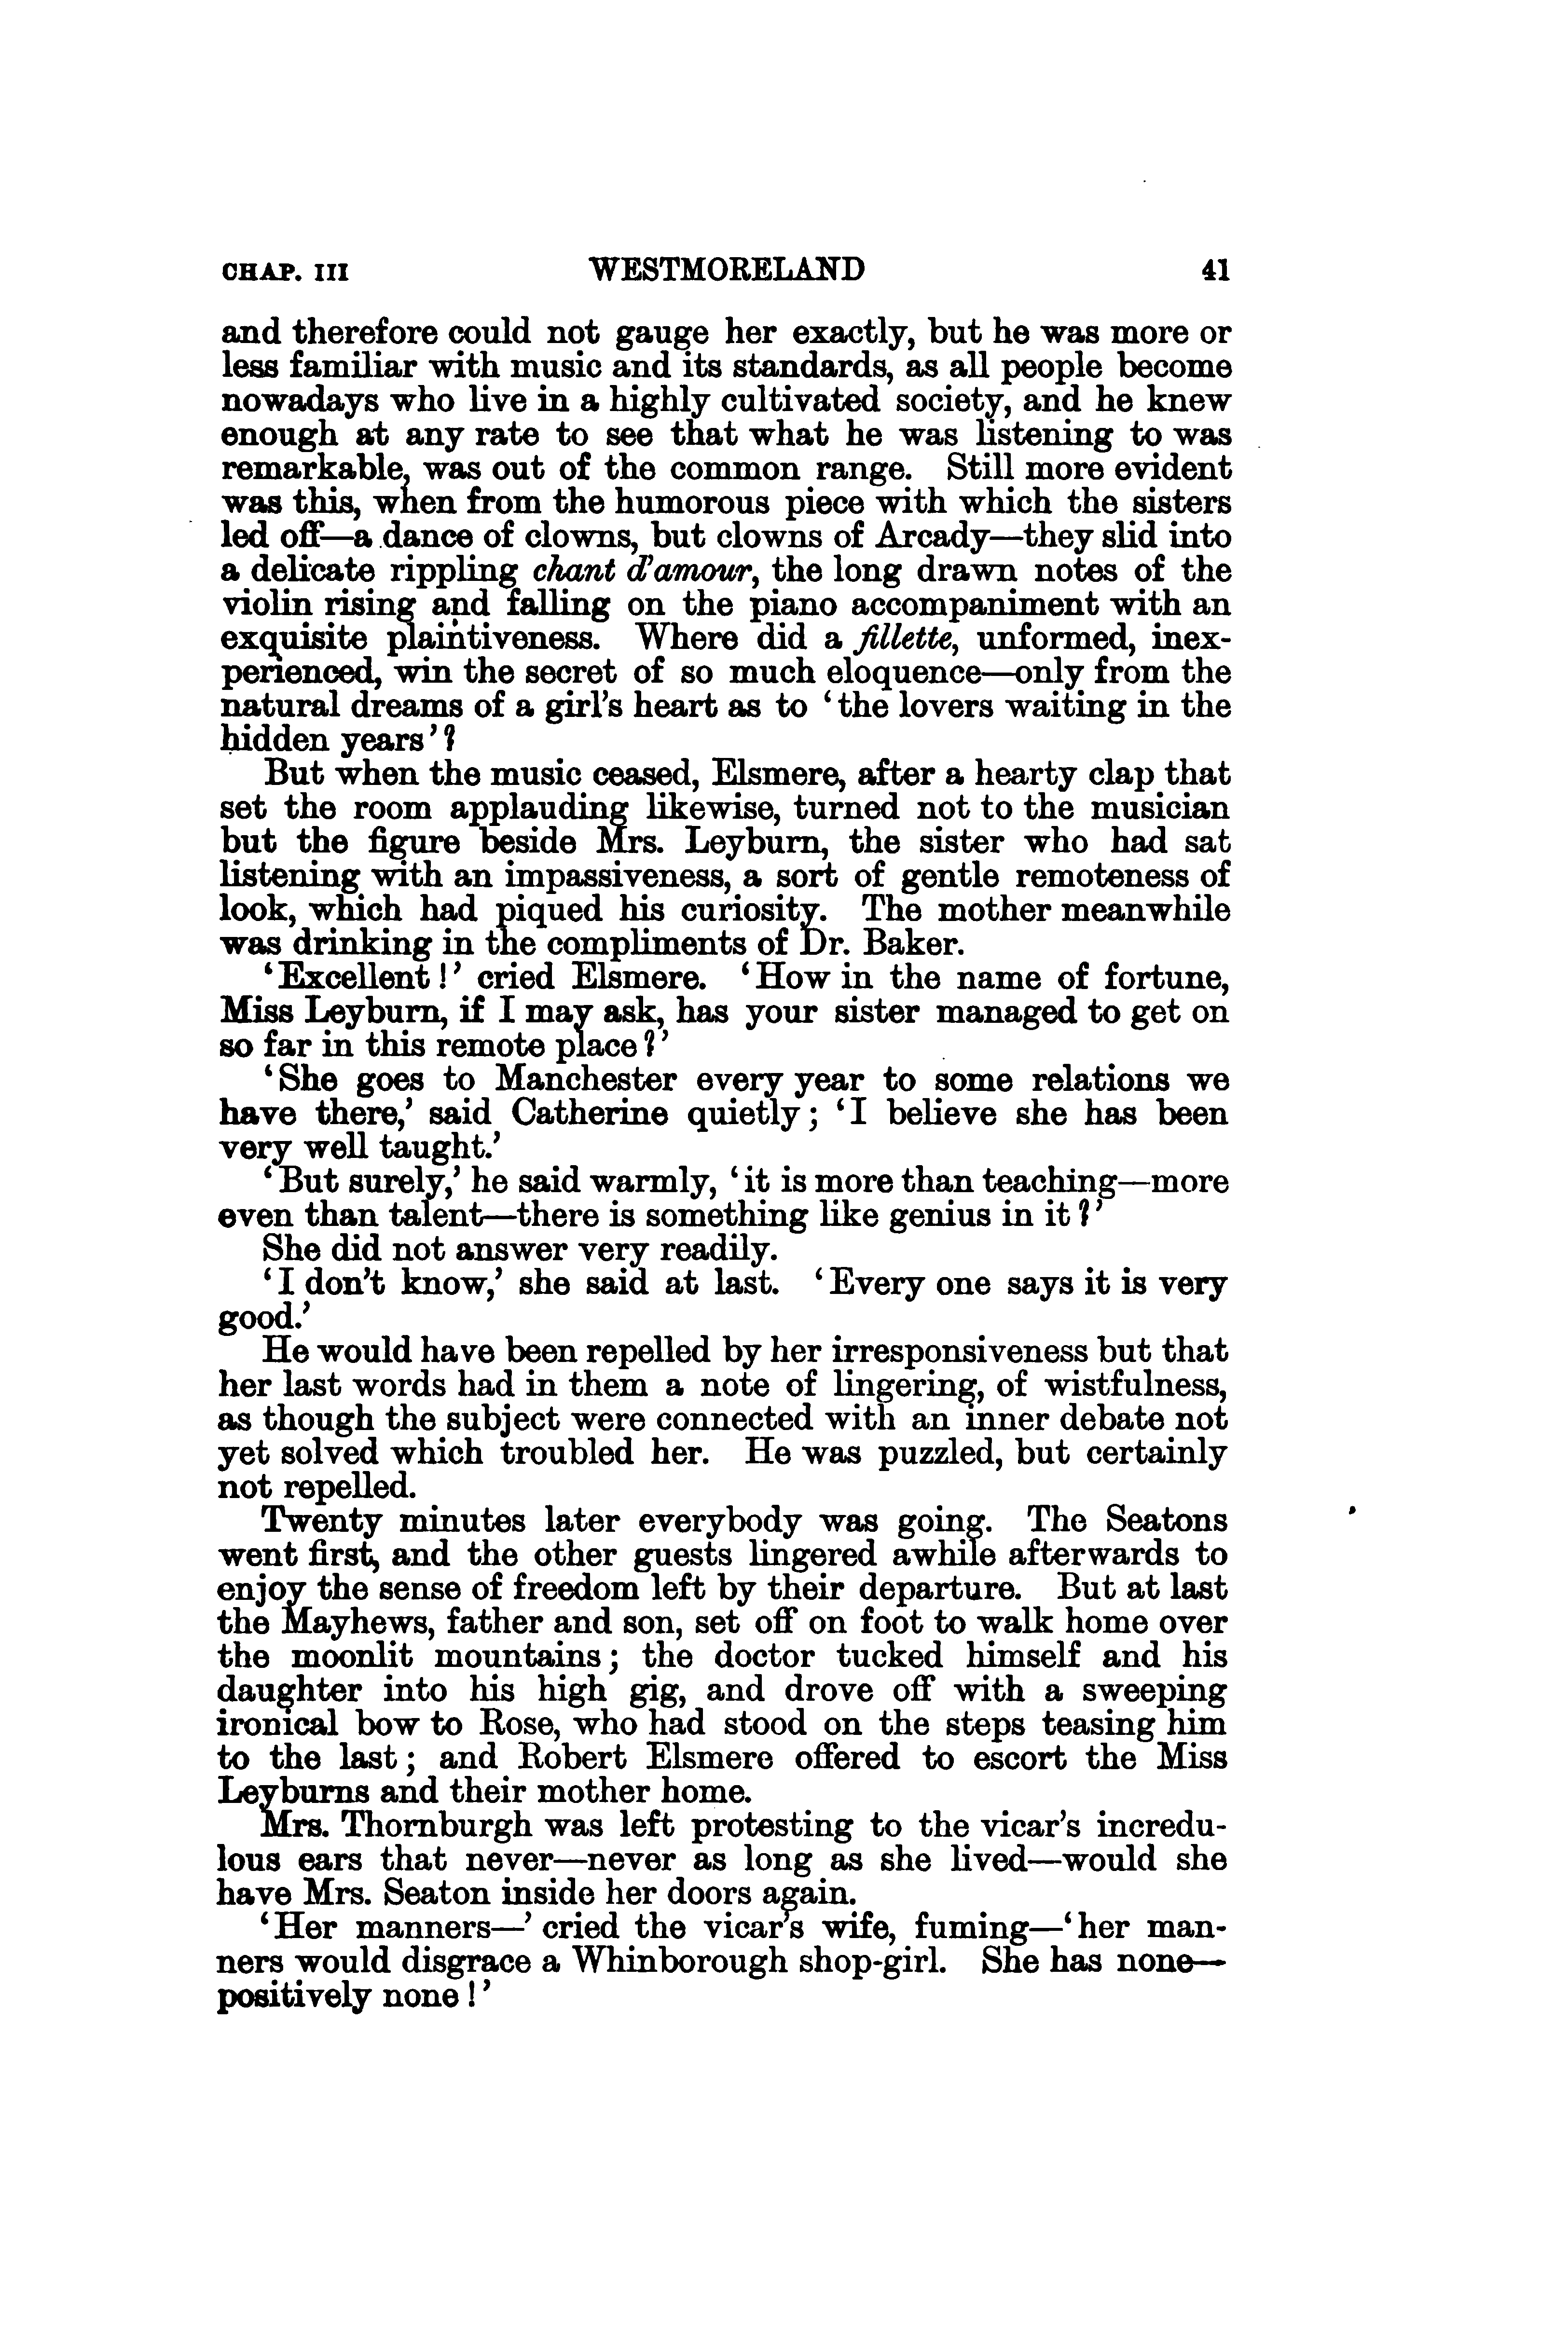 CHAP. III WESTMORELAND 41
and therefore could not gauge her exactly, but he was more or
less familiar with music and its standards, as all people become
nowadays who live in a highly cultivated society, and he knew
enough at any rate to see that what he was listening to was
remarkable, was out of the common range. Still more evident
was this, when from the humorous piece with which the sisters
led off—a dance of clowns, but clowns of Arcady—they slid into
a delicate rippling chant d'amour, the long drawn notes of the
violin rising and falling on the piano accompaniment with an
exquisite plaintiveness. Where did a fillette, unformed, inex-
perienced, win the secret of so much eloquence—only from the
natural dreams of a girl's heart as to 'the lovers waiting in the
hidden years'?
But when the music ceased, Elsmere, after a hearty clap that
set the room applauding likewise, turned not to the musician
but the figure beside Mrs. Leyburn, the sister who had sat
listening with an impassiveness, a sort of gentle remoteness of
look, which had piqued his curiosity. The mother meanwhile
was drinking in the compliments of Dr. Baker.
'Excellent!' cried Elsmere. 'How in the name of fortune,
Miss Leyburn, if I may ask, has your sister managed to get on
so far in this remote place?'
'She goes to Manchester every year to some relations we
have there,' said Catherine quietly; 'I believe she has been
very well taught.'
'But surely,' he said warmly, 'it is more than teaching—more
even than talent—there is something like genius in it?'
She did not answer very readily.
'I don't know,' she said at last. 'Every one says it is very
good.'
He would have been repelled by her irresponsiveness but that
her last words had in them a note of lingering, of wistfulness,
as though the subject were connected with an inner debate not
yet solved which troubled her. He was puzzled, but certainly
not repelled.
Twenty minutes later everybody was going. The Seatons
went first, and the other guests lingered awhile afterwards to
enjoy the sense of freedom left by their departure. But at last
the Mayhews, father and son, set off on foot to walk home over
the moonlit mountains; the doctor tucked himself and his
daughter into his high gig, and drove off with a sweeping
ironical bow to Rose, who had stood on the steps teasing him
to the last; and Robert Elsmere offered to escort the Miss
Leyburns and their mother home.
Mrs. Thornburgh was left protesting to the vicar's incredu-
lous ears that never—never as long as she lived—would she
have Mrs. Seaton inside her doors again.
'Her manners—' cried the vicar's wife, fuming—'her man-
ners would disgrace a Whinborough shop-girl. She has none—
positively none!'